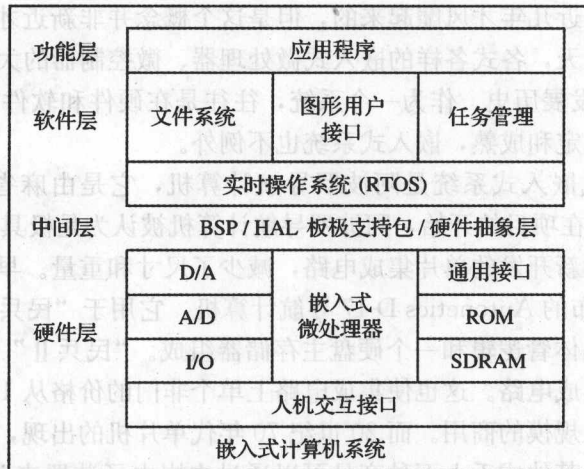 功能层 应用程序
软件层 文件系统 图形用户接口 任务管理
实时操作系统 (RTOS)
中间层 BSP / HAL 板板支持包 / 硬件抽象层
硬件层
D/A 嵌入式微处理器 通用接口
A/D ROM
I/O SDRAM
人机交互接口
嵌入式计算机系统